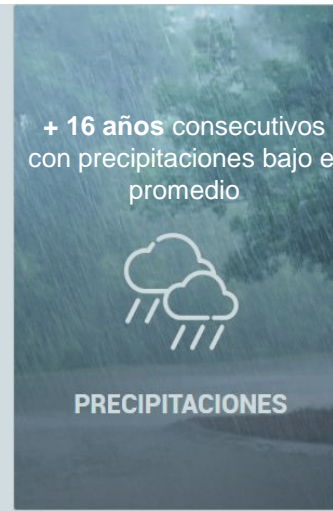 + 16 años consecutivos
con precipitaciones bajo e
promedio
PRECIPITACIONES